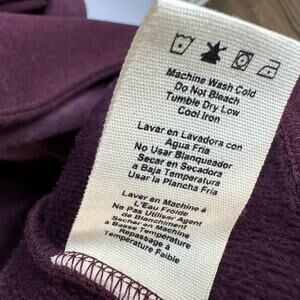 Machine Wash Cold
Do Not Bleach
Tumble Dry Low
Cool Iron
Lavar en Lavadora con
Agua Fria
No Usar Blanqueador
Secar en Secadora
a Baja Temperatura
Usar la Plancha Fría
Laver en Machine á
L'Eau Froide
Ne Pas Utiliser Agent
de Blanchiment
Sécher en Machine
à Basse Température
Repassage à
Température Faible